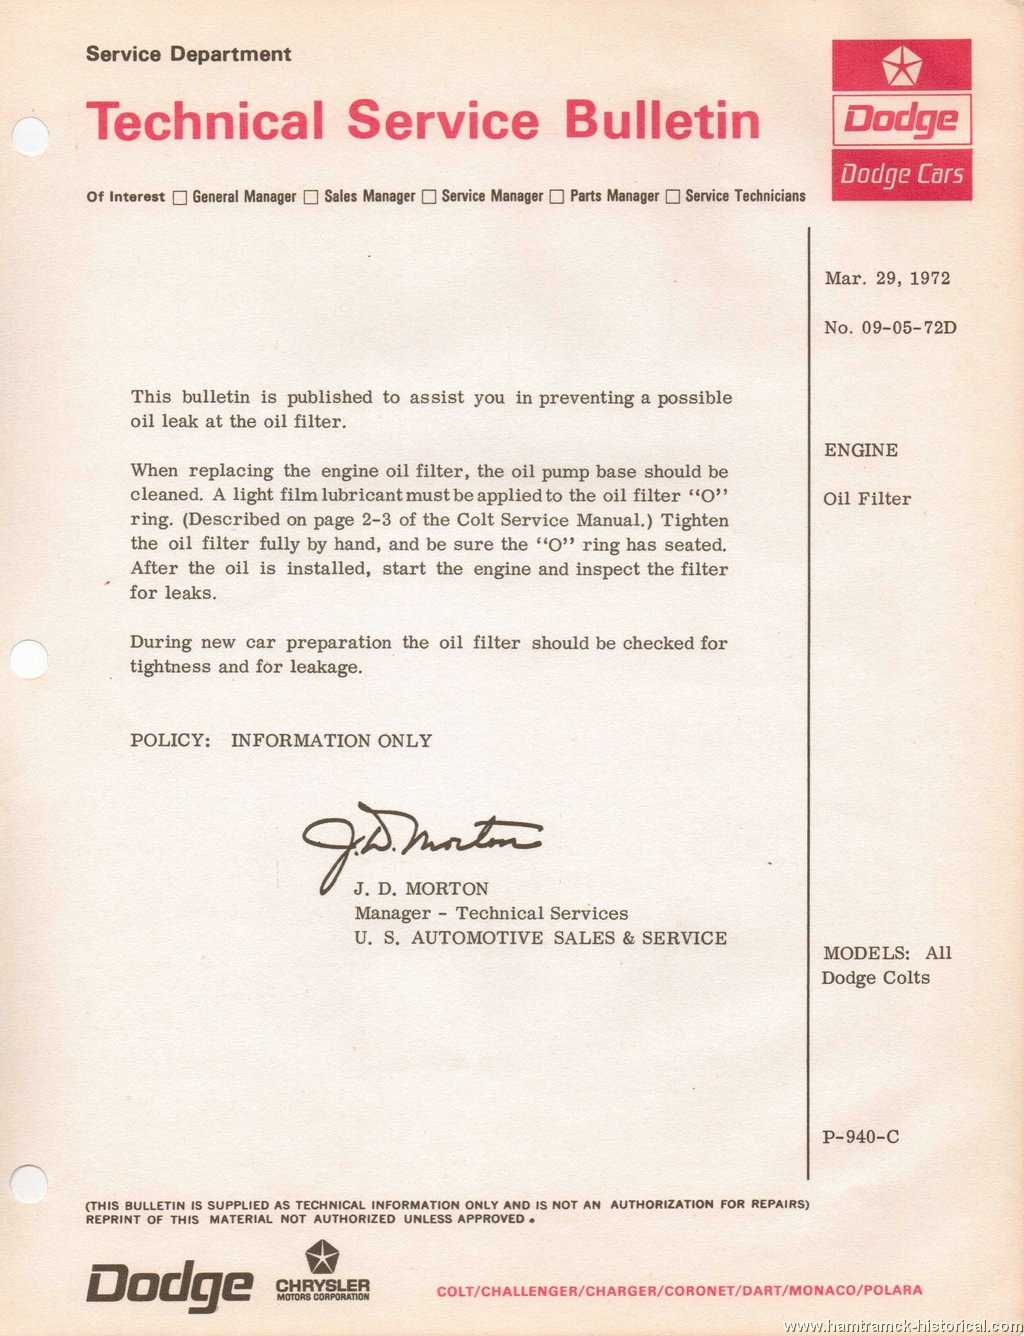 Service Department
Technical Service Bulletin
Dodge
Dodge Cars
Of Interest □ General Manager □ Sales Manager □ Service Manager □ Parts Manager □ Service Technicians
Mar. 29, 1972
No. 09-05-72D
ENGINE
Oil Filter
This bulletin is published to assist you in preventing a possible
oil leak at the oil filter.
When replacing the engine oil filter, the oil pump base should be
cleaned. A light film lubricant must be applied to the oil filter “O”
ring. (Described on page 2-3 of the Colt Service Manual.) Tighten
the oil filter fully by hand, and be sure the “O” ring has seated.
After the oil is installed, start the engine and inspect the filter
for leaks.
During new car preparation the oil filter should be checked for
tightness and for leakage.
POLICY: INFORMATION ONLY
J. D. Morton
J. D. MORTON
Manager - Technical Services
U. S. AUTOMOTIVE SALES & SERVICE
MODELS: All
Dodge Colts
P-940-C
(THIS BULLETIN IS SUPPLIED AS TECHNICAL INFORMATION ONLY AND IS NOT AN AUTHORIZATION FOR REPAIRS)
REPRINT OF THIS MATERIAL NOT AUTHORIZED UNLESS APPROVED.
Dodge
CHRYSLER
MOTORS CORPORATION
COLT/CHALLENGER/CHARGER/CORONET/DART/MONACO/POLARA
www.hamtramck-historical.com